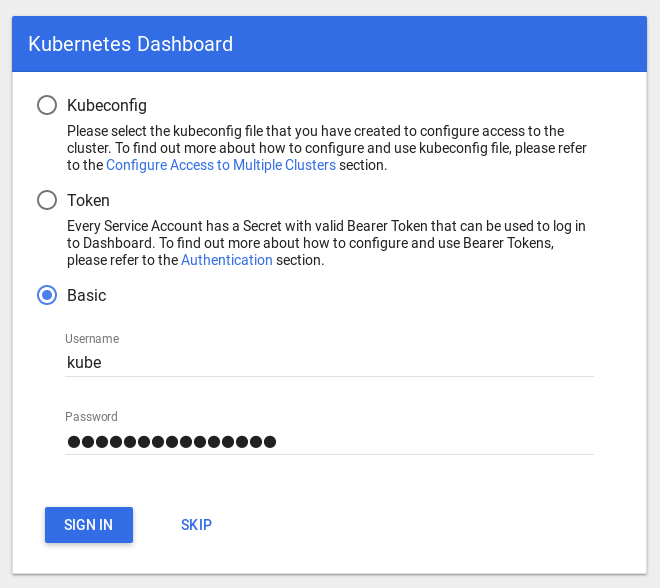 Kubernetes Dashboard
Kubeconfig
Please select the kubeconfig file that you have created to configure access to the
cluster. To find out more about how to configure and use kubeconfig file, please refer
to the Configure Access to Multiple Clusters section.
Token
Every Service Account has a Secret with valid Bearer Token that can be used to log in
to Dashboard. To find out more about how to configure and use Bearer Tokens,
please refer to the Authentication section.
Basic
Username
kube
Password
●●●●●●●●●●●●●●●
SIGN IN SKIP